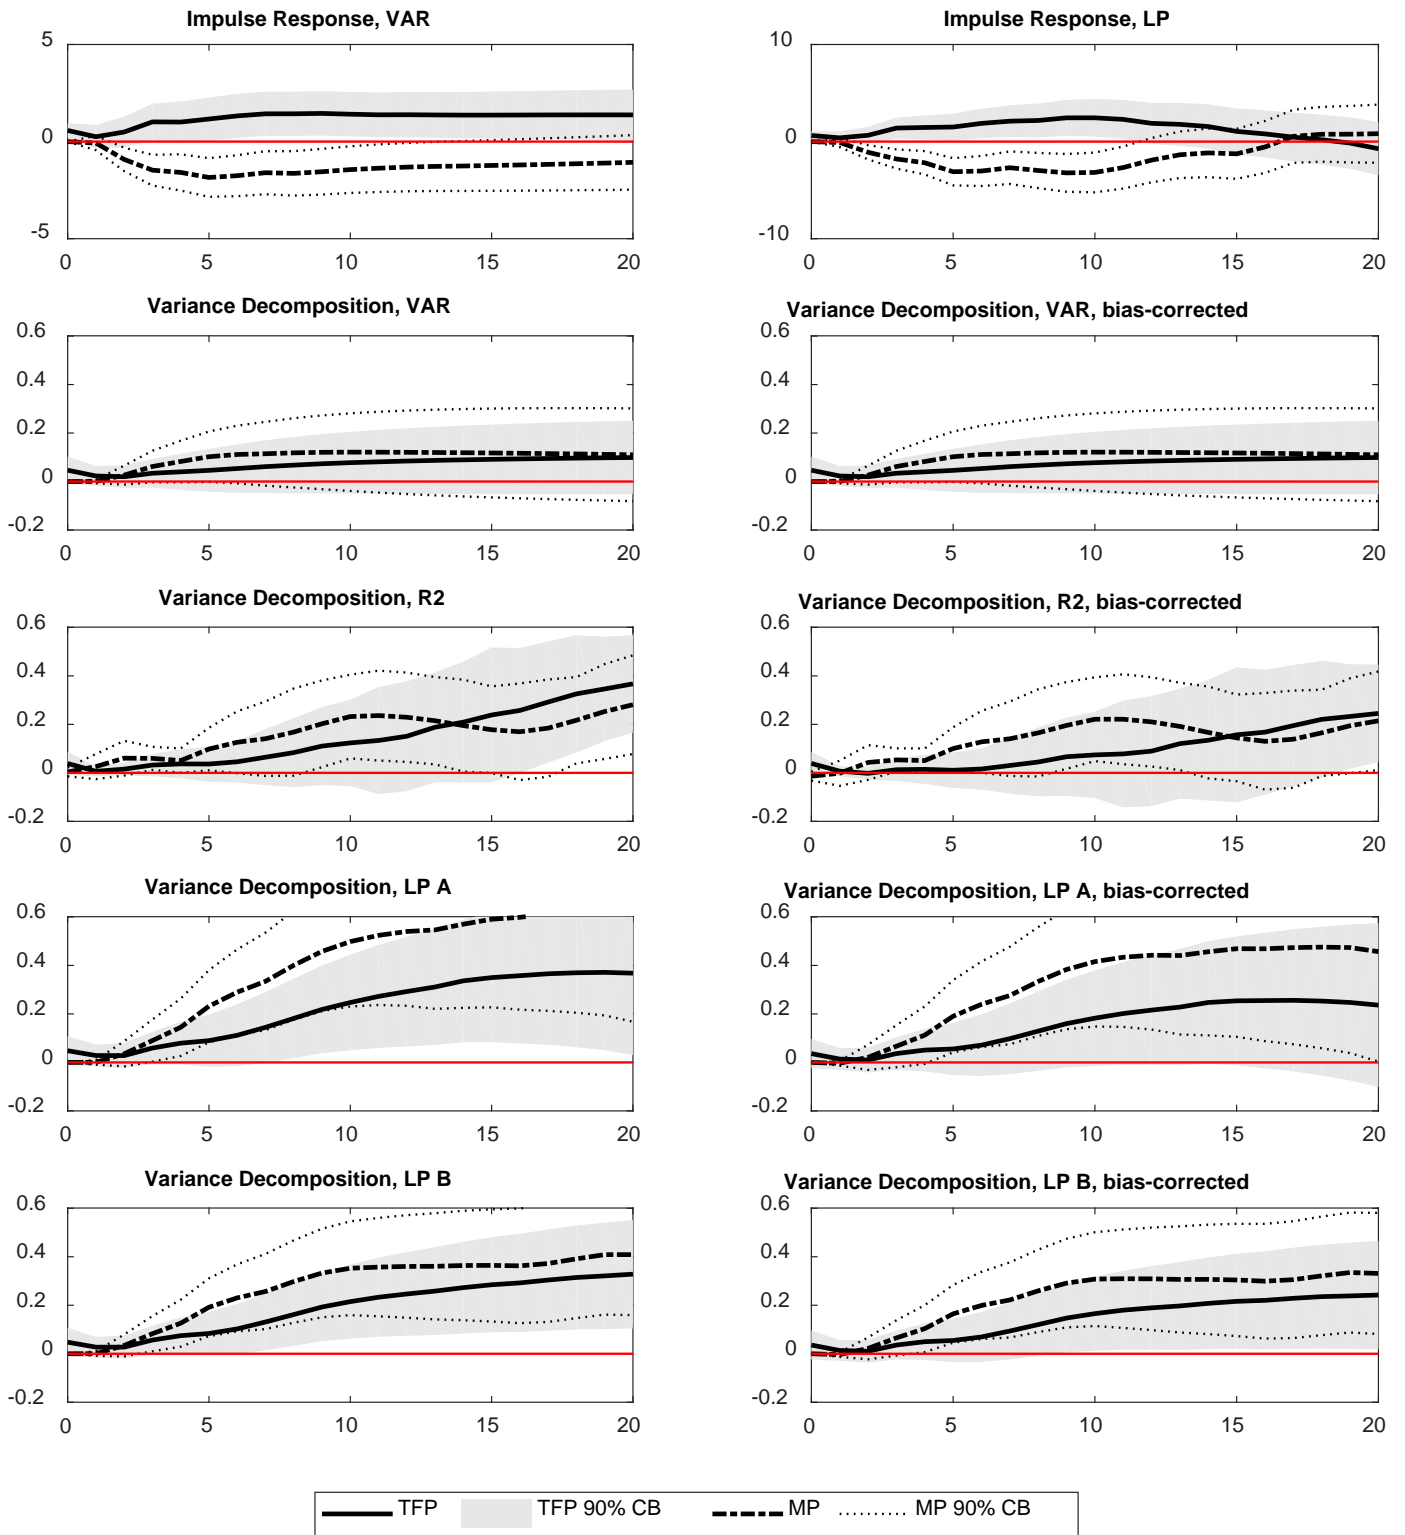 Impulse Response, VAR
5
0
-5
0 5 10 15 20
Impulse Response, LP
10
0
-10
0 5 10 15 20
Variance Decomposition, VAR
0.6
0.4
0.2
0
-0.2
0 5 10 15 20
Variance Decomposition, VAR, bias-corrected
0.6
0.4
0.2
0
-0.2
0 5 10 15 20
Variance Decomposition, R2
0.6
0.4
0.2
0
-0.2
0 5 10 15 20
Variance Decomposition, R2, bias-corrected
0.6
0.4
0.2
0
-0.2
0 5 10 15 20
Variance Decomposition, LP A
0.6
0.4
0.2
0
-0.2
0 5 10 15 20
Variance Decomposition, LP A, bias-corrected
0.6
0.4
0.2
0
-0.2
0 5 10 15 20
Variance Decomposition, LP B
0.6
0.4
0.2
0
-0.2
0 5 10 15 20
Variance Decomposition, LP B, bias-corrected
0.6
0.4
0.2
0
-0.2
0 5 10 15 20
TFP TFP 90% CB MP MP 90% CB